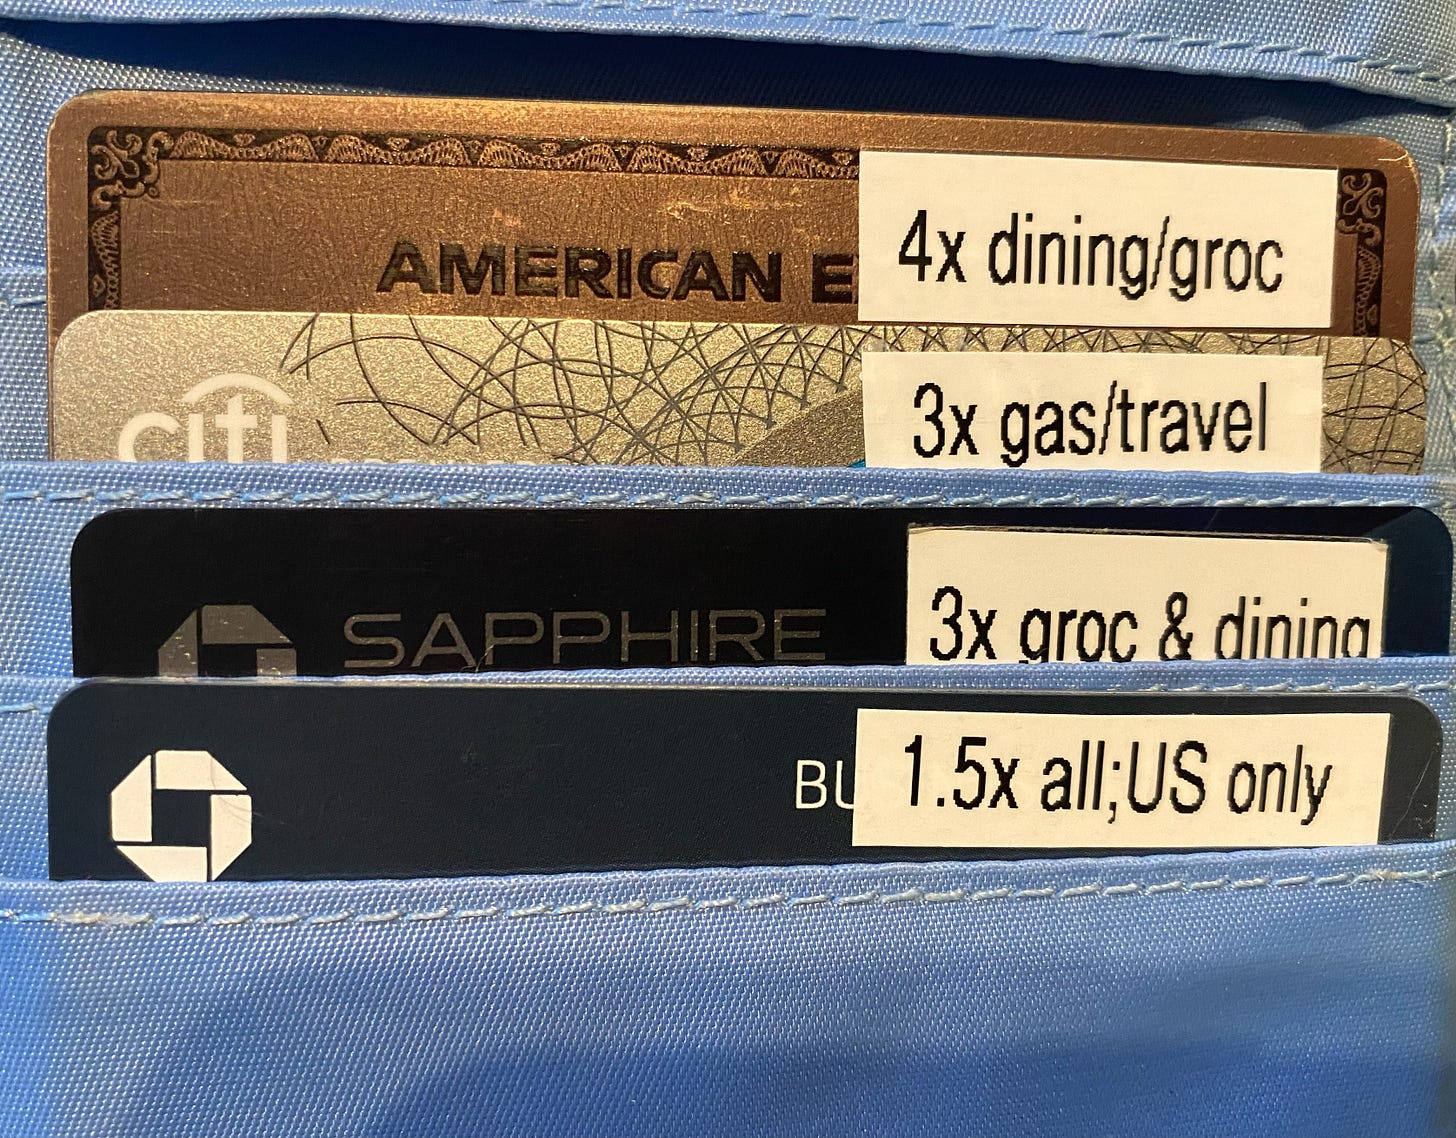 AMERICAN E
4x dining/groc
citi
3x gas/travel
SAPPHIRE
3x groc & dining
BU
1.5x all;US only